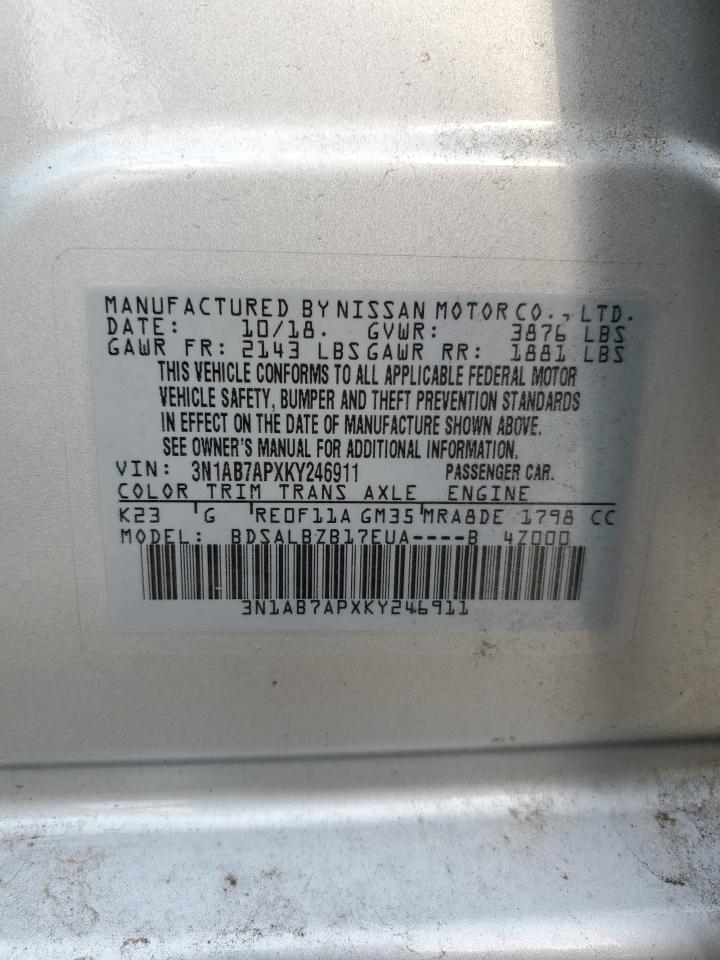 MANUFACTURED BY NISSAN MOTOR CO., LTD.
DATE: 10/18. GVWR: 3876 LBS
GAWR FR: 2143 LBS GAWR RR: 1881 LBS
THIS VEHICLE CONFORMS TO ALL APPLICABLE FEDERAL MOTOR
VEHICLE SAFETY, BUMPER AND THEFT PREVENTION STANDARDS
IN EFFECT ON THE DATE OF MANUFACTURE SHOWN ABOVE.
SEE OWNER'S MANUAL FOR ADDITIONAL INFORMATION.
VIN: 3N1AB7APXKY246911 PASSENGER CAR.
COLOR TRIM TRANS AXLE ENGINE
K23 G RE0F11A GM35 MRA8DE 1798 CC
MODEL: BDSALBZB17EUA----B 4Z000
3N1AB7APXKY246911